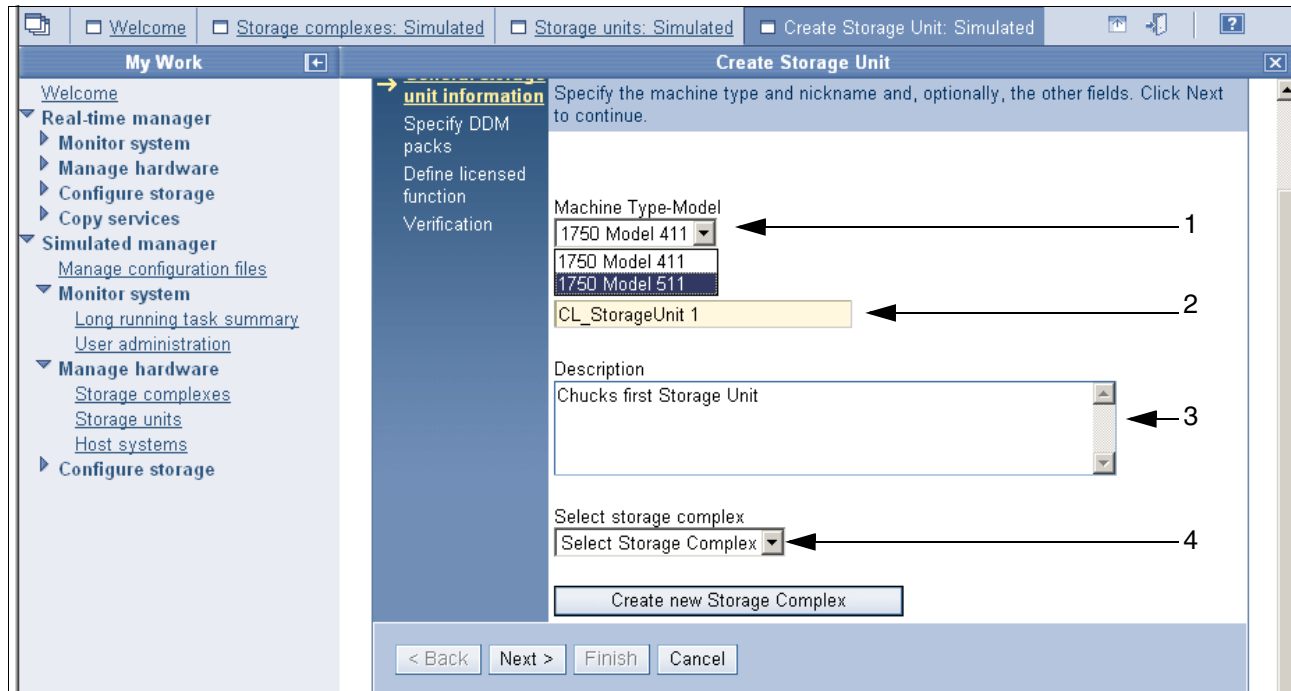 Welcome
Storage complexes: Simulated
Storage units: Simulated
Create Storage Unit: Simulated
?
My Work
Create Storage Unit
Welcome
Real-time manager
Monitor system
Manage hardware
Configure storage
Copy services
Simulated manager
Manage configuration files
Monitor system
Long running task summary
User administration
Manage hardware
Storage complexes
Storage units
Host systems
Configure storage
General storage
unit information
Specify DDM
packs
Define licensed
function
Verification
Specify the machine type and nickname and, optionally, the other fields. Click Next
to continue.
Machine Type-Model
1750 Model 411
1
1750 Model 411
1750 Model 511
CL_StorageUnit 1
2
Description
Chucks first Storage Unit
3
Select storage complex
Select Storage Complex
4
Create new Storage Complex
< Back
Next >
Finish
Cancel